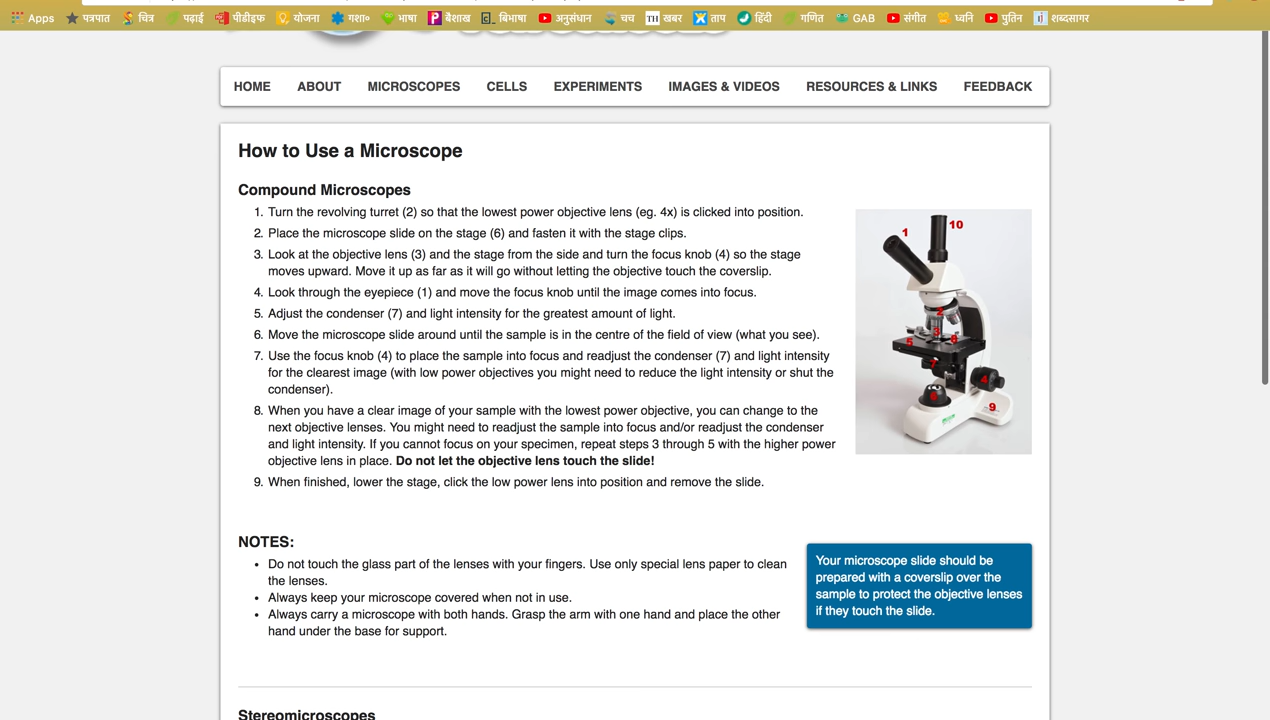 Apps पत्रपात चित्र पढ़ाई पीडीइफ योजना गशा० भाषा बैशाख बिभाषा अनुसंधान चच खबर ताप हिंदी गणित GAB संगीत ध्वनि पुतिन शब्दसागर
HOME ABOUT MICROSCOPES CELLS EXPERIMENTS IMAGES & VIDEOS RESOURCES & LINKS FEEDBACK
How to Use a Microscope
Compound Microscopes
1. Turn the revolving turret (2) so that the lowest power objective lens (eg. 4x) is clicked into position.
2. Place the microscope slide on the stage (6) and fasten it with the stage clips.
3. Look at the objective lens (3) and the stage from the side and turn the focus knob (4) so the stage
moves upward. Move it up as far as it will go without letting the objective touch the coverslip.
4. Look through the eyepiece (1) and move the focus knob until the image comes into focus.
5. Adjust the condenser (7) and light intensity for the greatest amount of light.
6. Move the microscope slide around until the sample is in the centre of the field of view (what you see).
7. Use the focus knob (4) to place the sample into focus and readjust the condenser (7) and light intensity
for the clearest image (with low power objectives you might need to reduce the light intensity or shut the
condenser).
8. When you have a clear image of your sample with the lowest power objective, you can change to the
next objective lenses. You might need to readjust the sample into focus and/or readjust the condenser
and light intensity. If you cannot focus on your specimen, repeat steps 3 through 5 with the higher power
objective lens in place. Do not let the objective lens touch the slide!
9. When finished, lower the stage, click the low power lens into position and remove the slide.
1
10
2
3
5
7
4
9
NOTES:
• Do not touch the glass part of the lenses with your fingers. Use only special lens paper to clean
the lenses.
• Always keep your microscope covered when not in use.
• Always carry a microscope with both hands. Grasp the arm with one hand and place the other
hand under the base for support.
Your microscope slide should be
prepared with a coverslip over the
sample to protect the objective lenses
if they touch the slide.
Stereomicroscopes